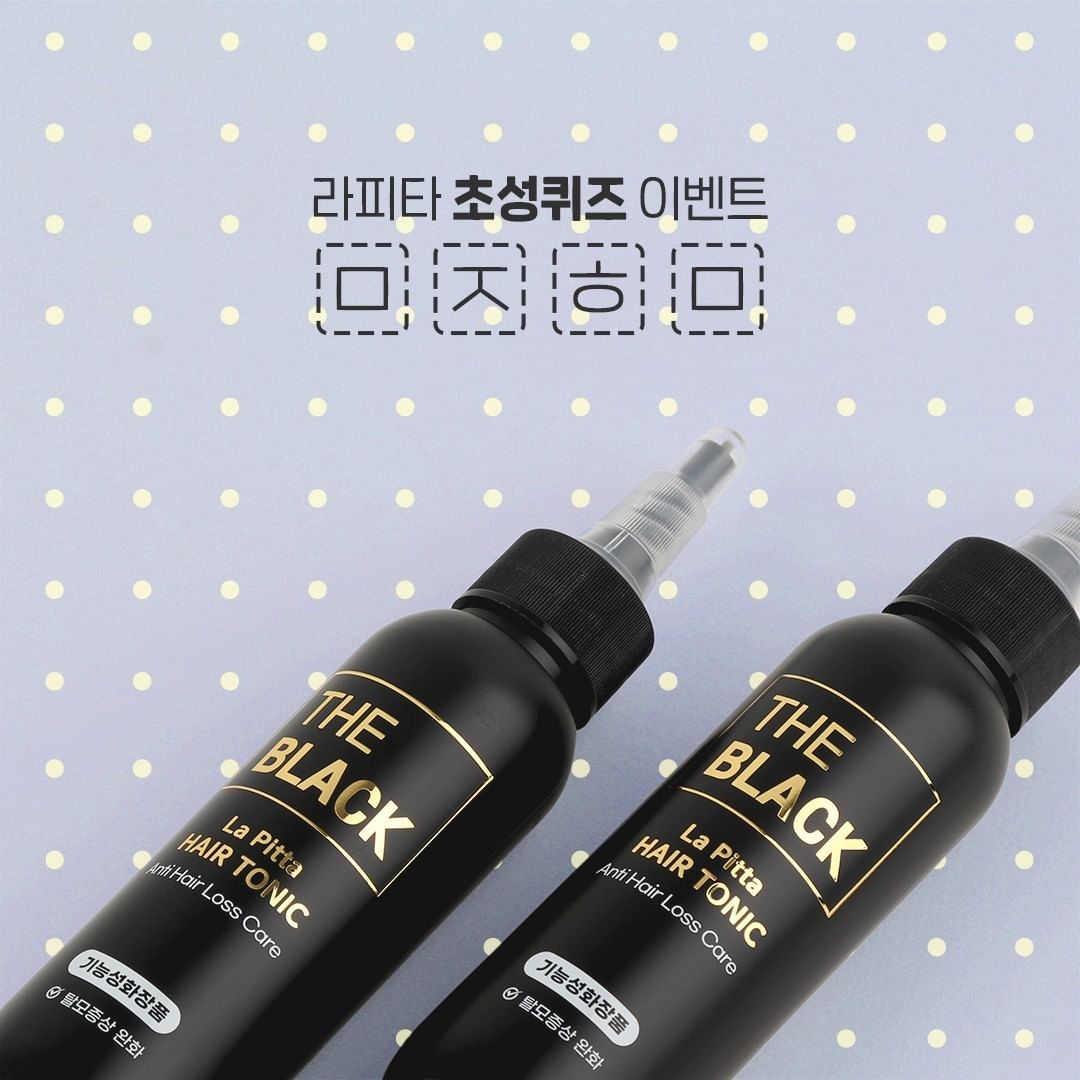 라피타 초성퀴즈 이벤트
ㅁ ㅈ ㅎ ㅁ
THE
BLACK
La Pitta
HAIR TONIC
Anti Hair Loss Care
기능성화장품
탈모증상 완화
THE
BLACK
La Pitta
HAIR TONIC
Anti Hair Loss Care
기능성화장품
탈모증상 완화